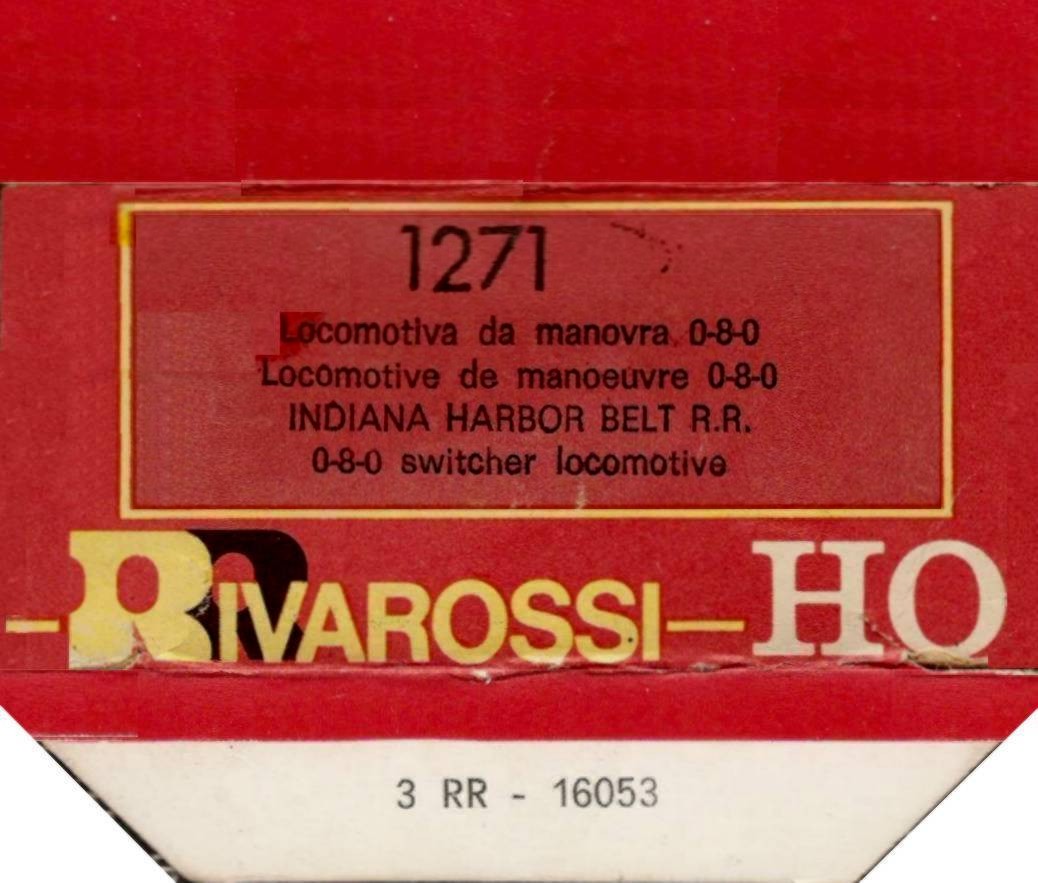 1271
Locomotiva da manovra 0-8-0
Locomotive de manoeuvre 0-8-0
INDIANA HARBOR BELT R.R.
0-8-0 switcher locomotive
RIVAROSSI HO
3 RR - 16053